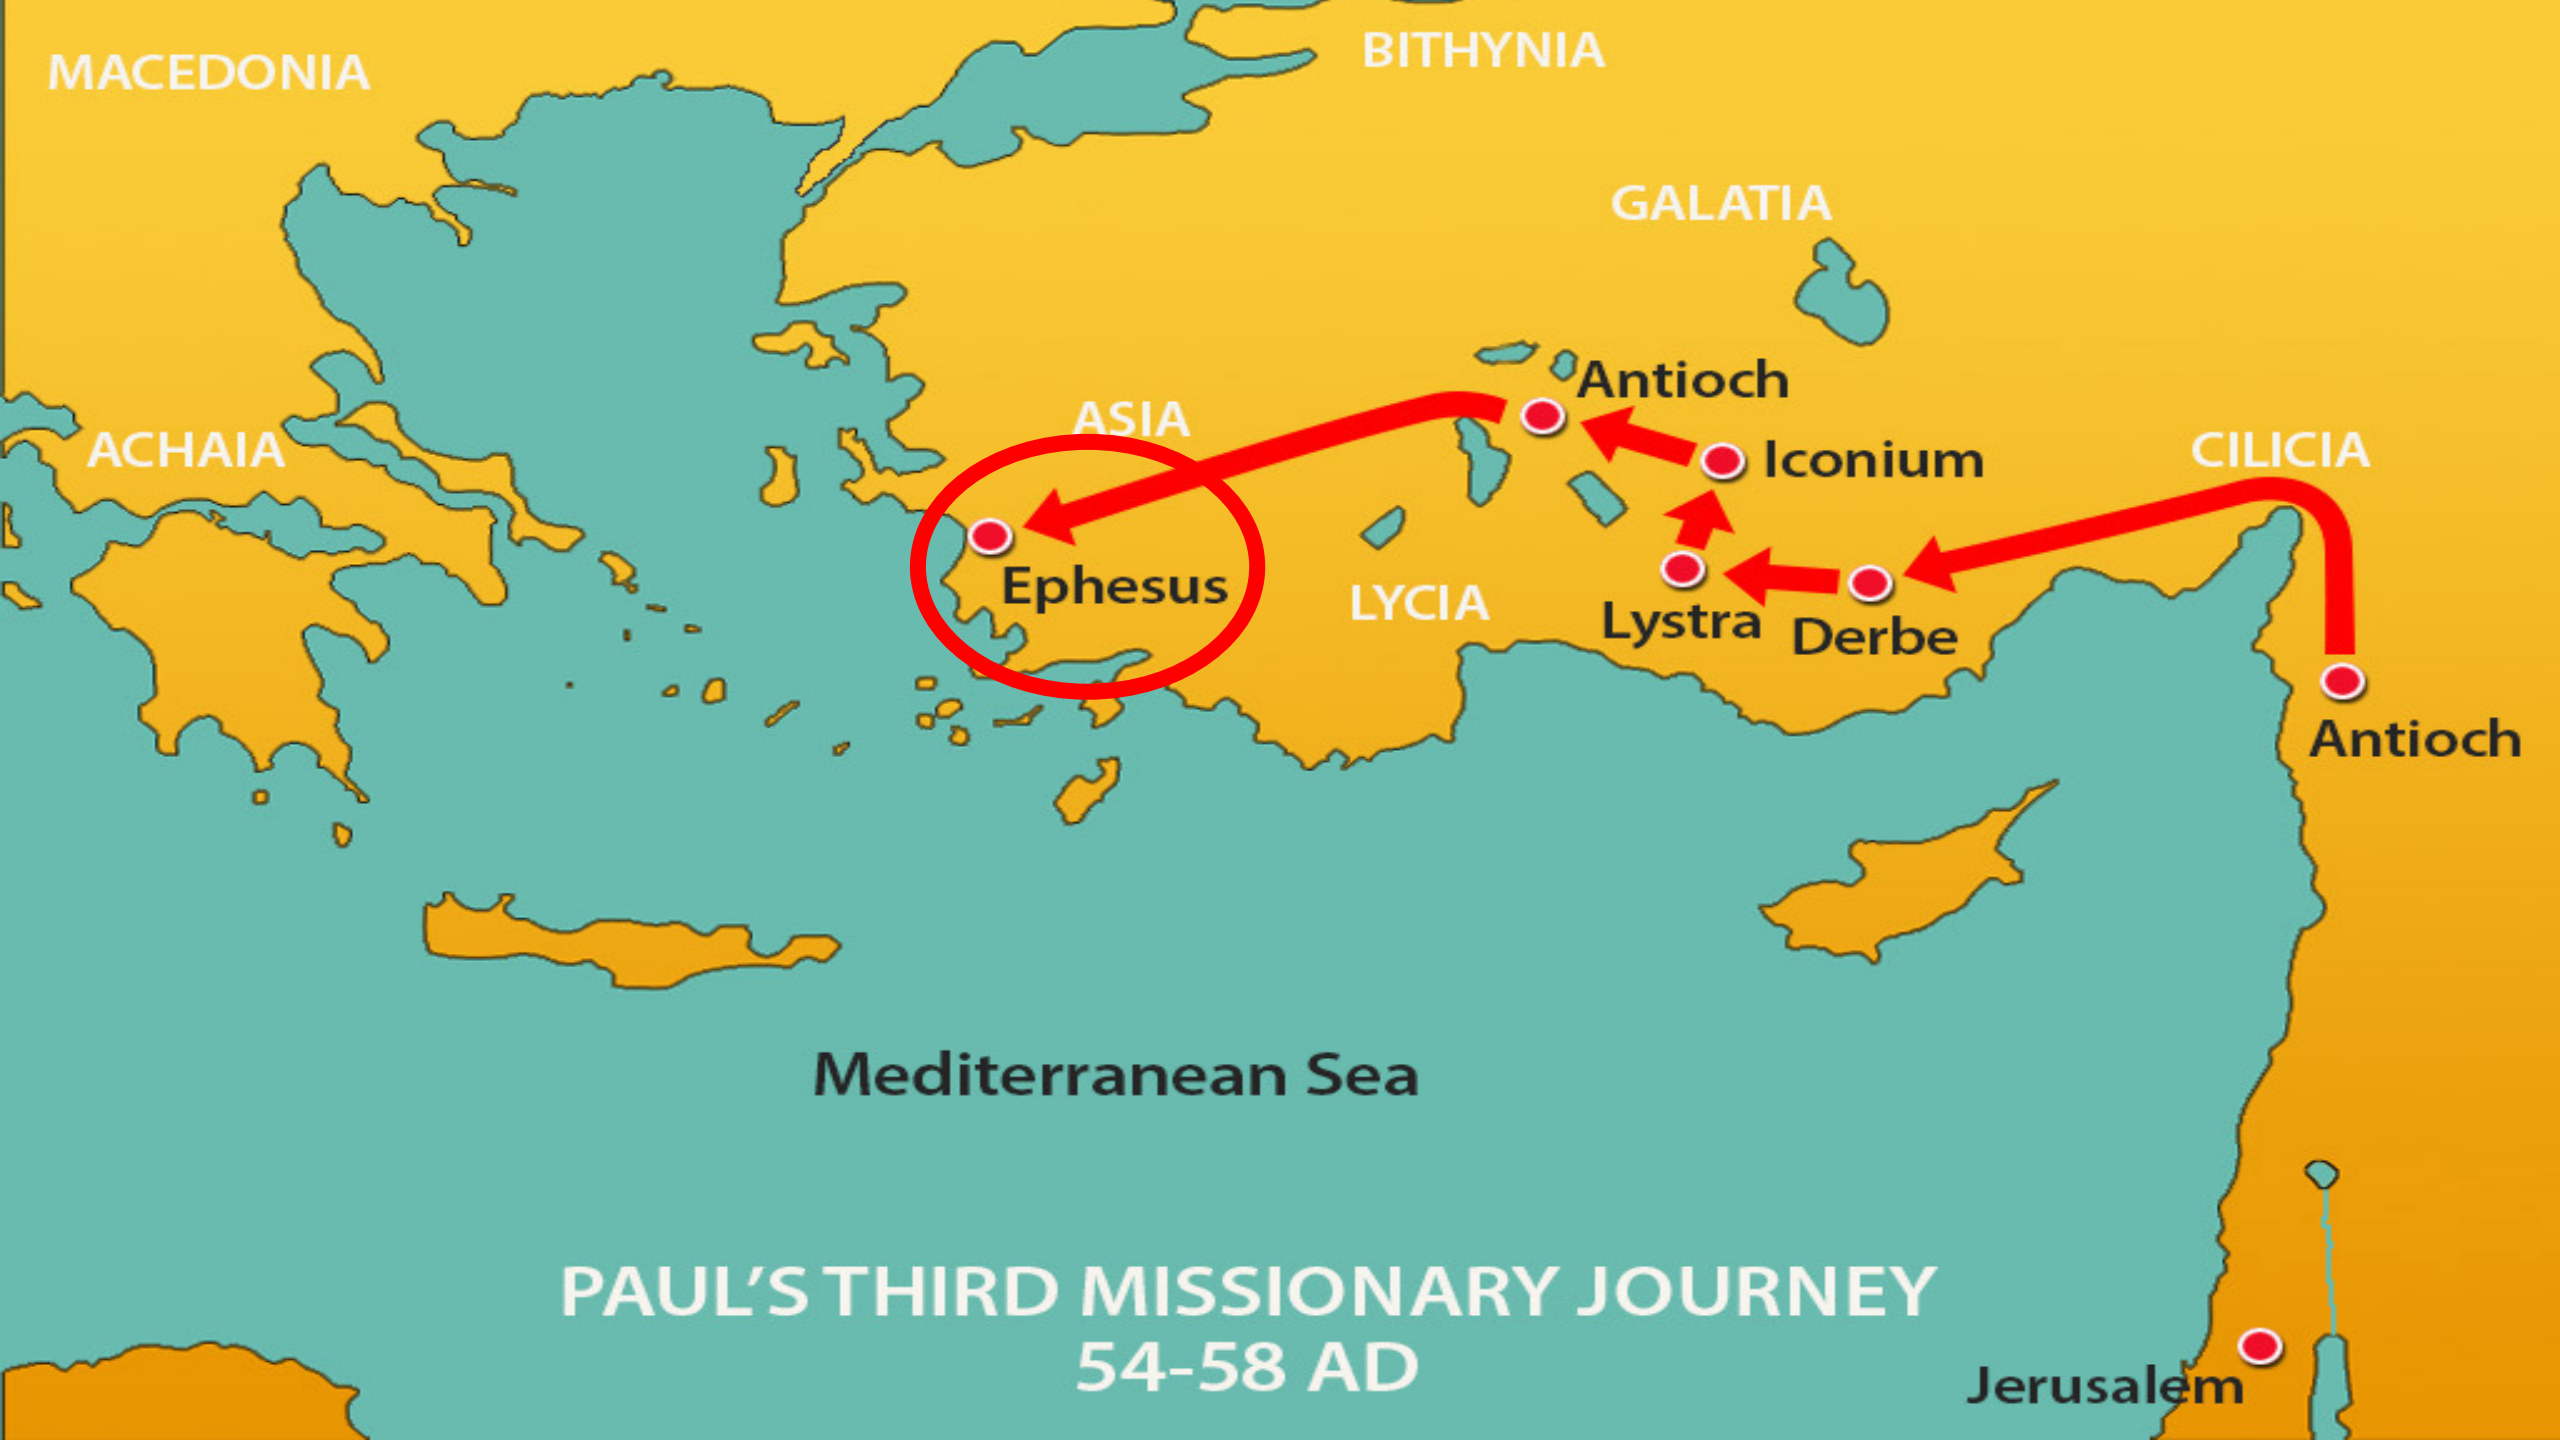 BITHYNIA
MACEDONIA
GALATIA
Antioch
ASIA
ACHAIA
Iconium
CILICIA
Ephesus
LYCIA
Lystra
Derbe
Antioch
Mediterranean Sea
PAUL’S THIRD MISSIONARY JOURNEY
54-58 AD
Jerusalem